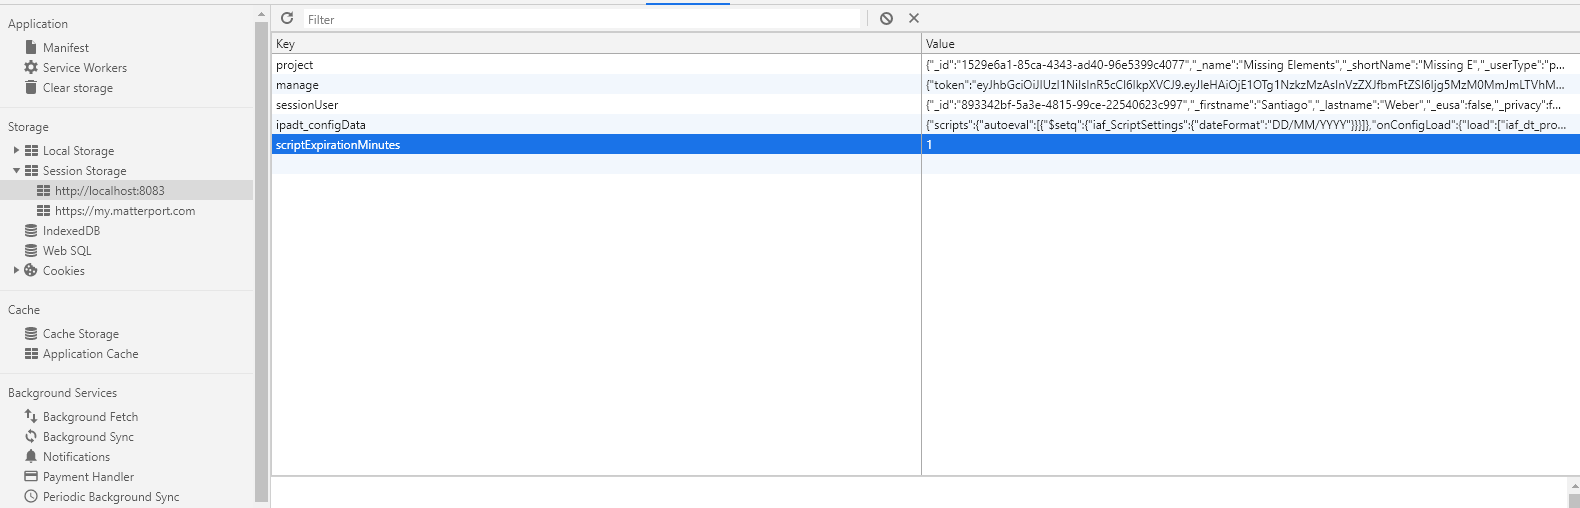 Application
Manifest
Service Workers
Clear storage
Storage
Local Storage
Session Storage
http://localhost:8083
https://my.matterport.com
IndexedDB
Web SQL
Cookies
Cache
Cache Storage
Application Cache
Background Services
Background Fetch
Background Sync
Notifications
Payment Handler
Periodic Background Sync
Filter
Key Value
project {"_id":"1529e6a1-85ca-4343-ad40-96e5399c4077","_name":"Missing Elements","_shortName":"Missing E","_userType":"p...
manage {"token":"eyJhbGciOiJIUzI1NiIsInR5cCI6IkpXVCJ9.eyJleHAiOjE1OTg1NzkzMzAsInVzZXJfbmFtZSI6Ijg5MzM0MmJmLTVhM...
sessionUser {"_id":"893342bf-5a3e-4815-99ce-22540623c997","_firstname":"Santiago","_lastname":"Weber","_eusa":false,"_privacy":f...
ipadt_configData {"scripts":{"autoeval":[{"$setq":{"iaf_ScriptSettings":{"dateFormat":"DD/MM/YYYY"}}}]},"onConfigLoad":{"load":["iaf_dt_pro...
scriptExpirationMinutes 1